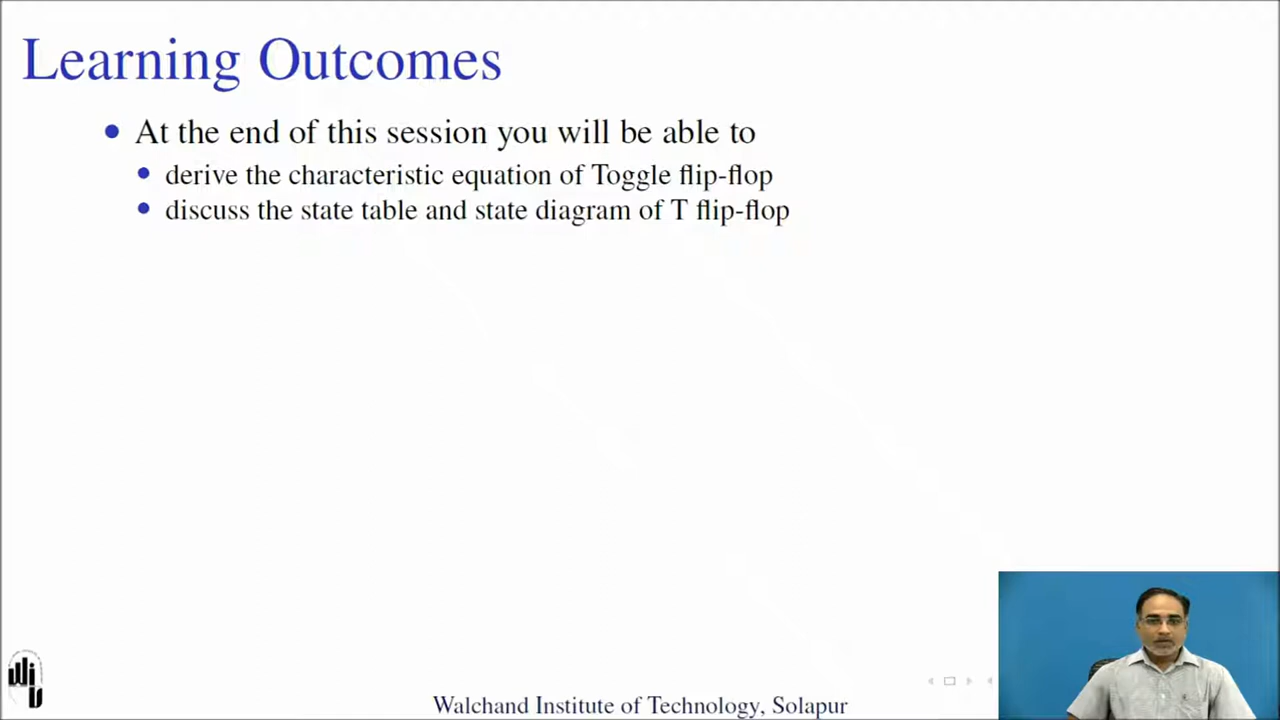 Learning Outcomes
At the end of this session you will be able to
derive the characteristic equation of Toggle flip-flop
discuss the state table and state diagram of T flip-flop
Walchand Institute of Technology, Solapur